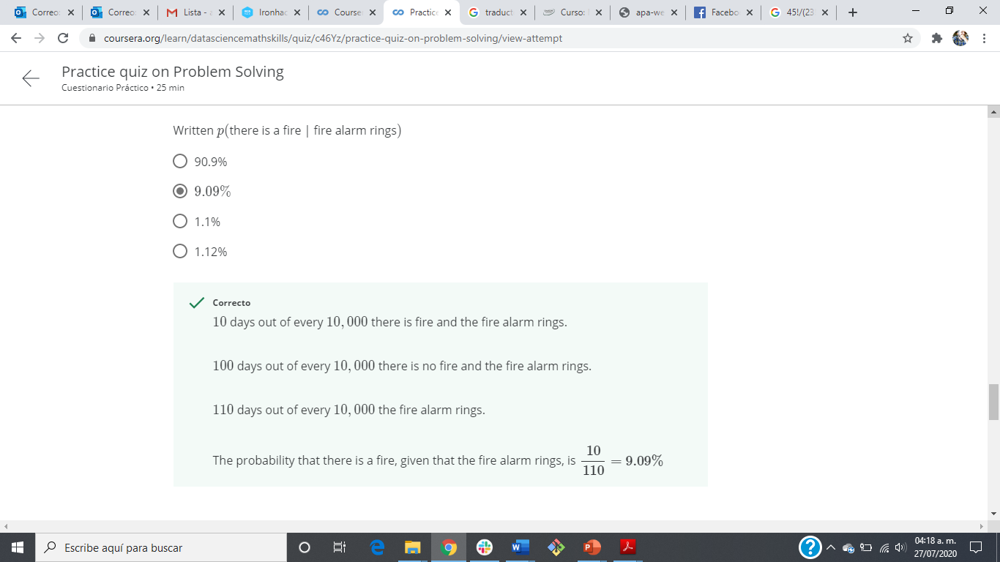 Correo:
Correo:
Lista - a
Ironhac
Course
Practice
traduct
Curso: I
apa-we
Facebo
45!/(23
coursera.org/learn/datasciencemathskills/quiz/c46Yz/practice-quiz-on-problem-solving/view-attempt
Practice quiz on Problem Solving
Cuestionario Práctico • 25 min
Written p(there is a fire | fire alarm rings)
90.9%
9.09%
1.1%
1.12%
Correcto
10 days out of every 10,000 there is fire and the fire alarm rings.
100 days out of every 10,000 there is no fire and the fire alarm rings.
110 days out of every 10,000 the fire alarm rings.
The probability that there is a fire, given that the fire alarm rings, is 10/110 = 9.09%
Escribe aquí para buscar
04:18 a. m.
27/07/2020